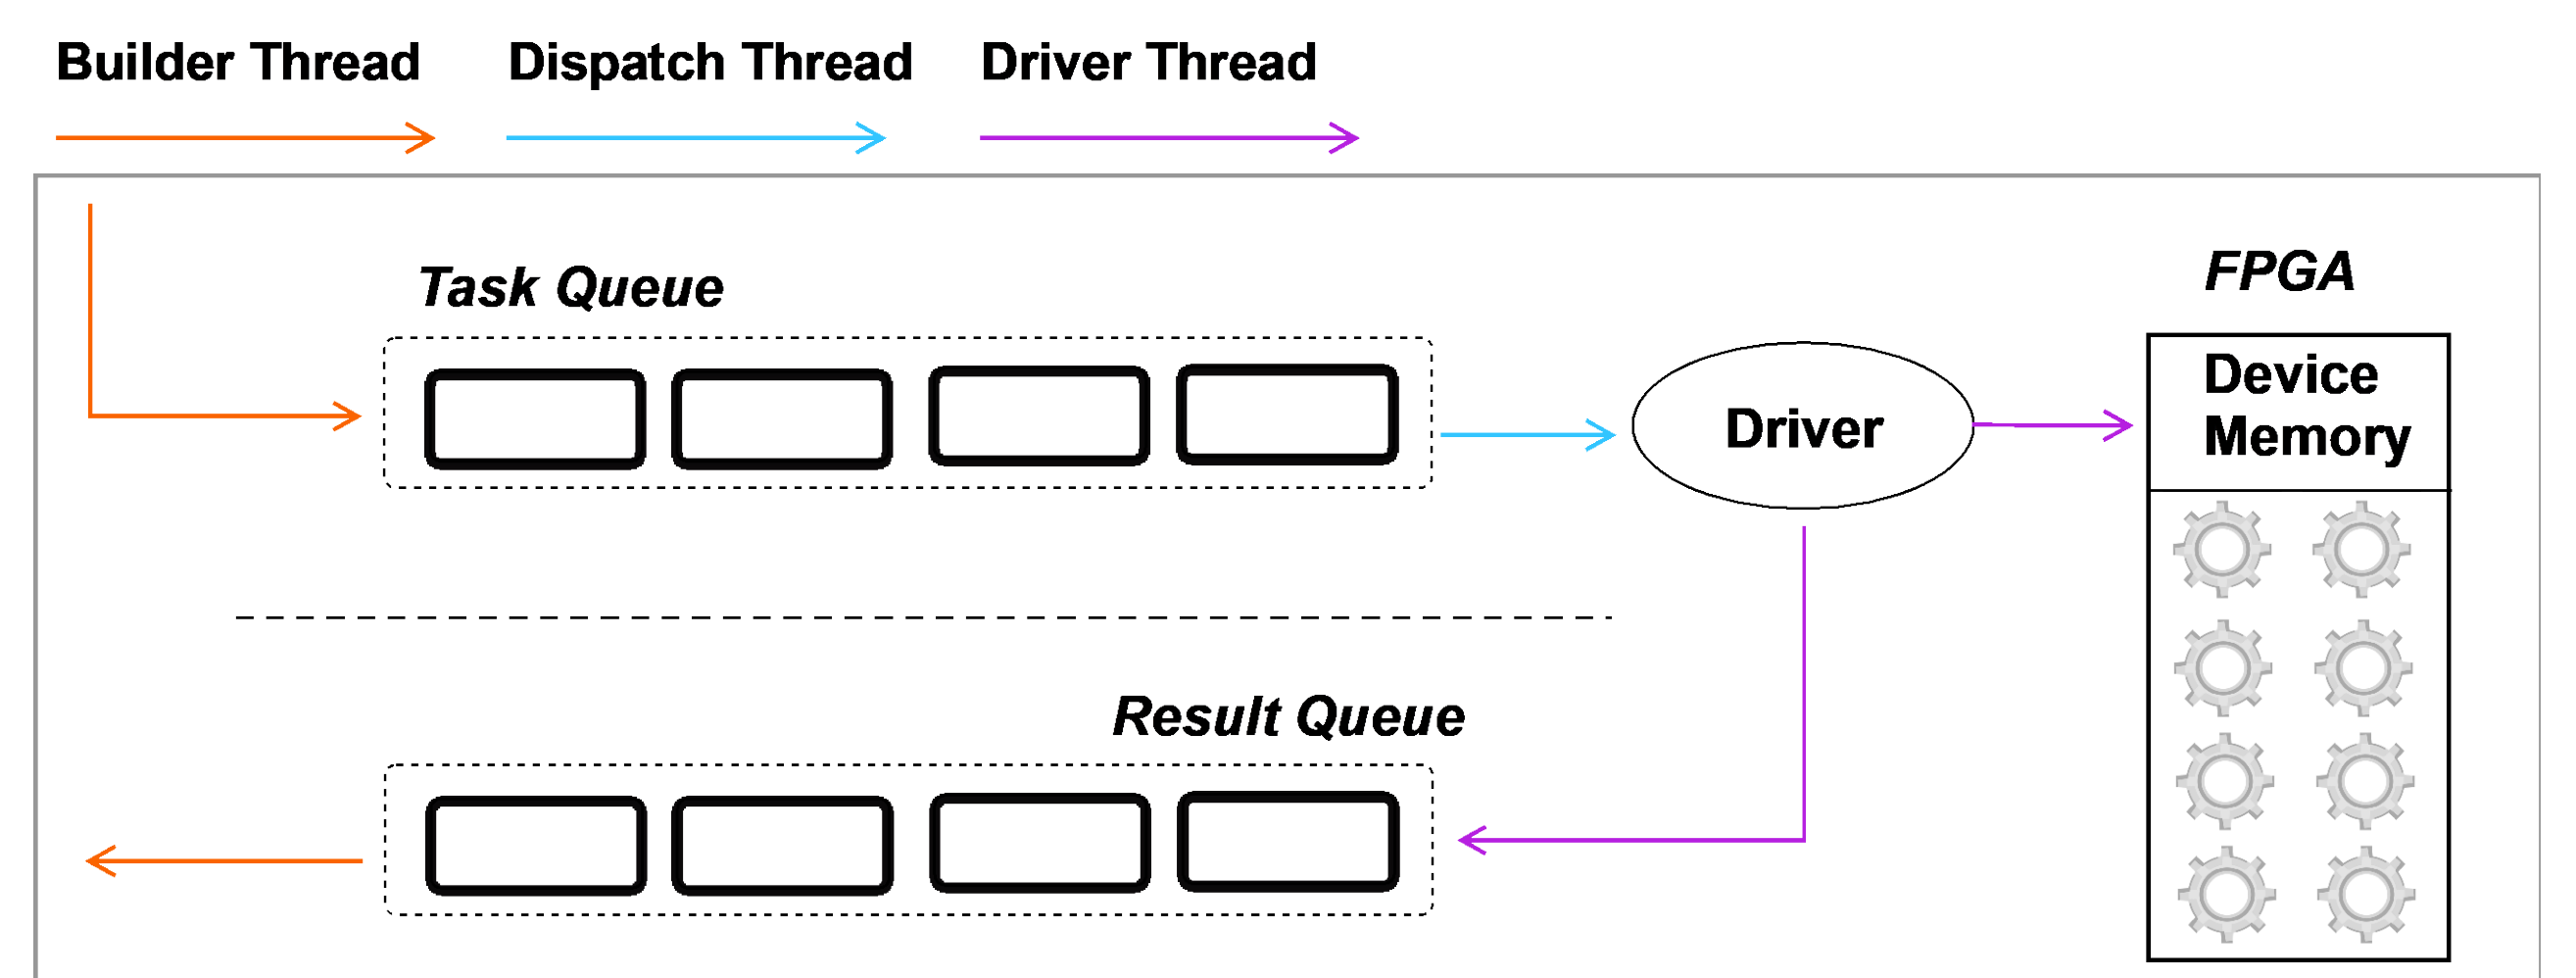 Builder Thread
Dispatch Thread
Driver Thread
Task Queue
FPGA
Driver
Device
Memory
Result Queue